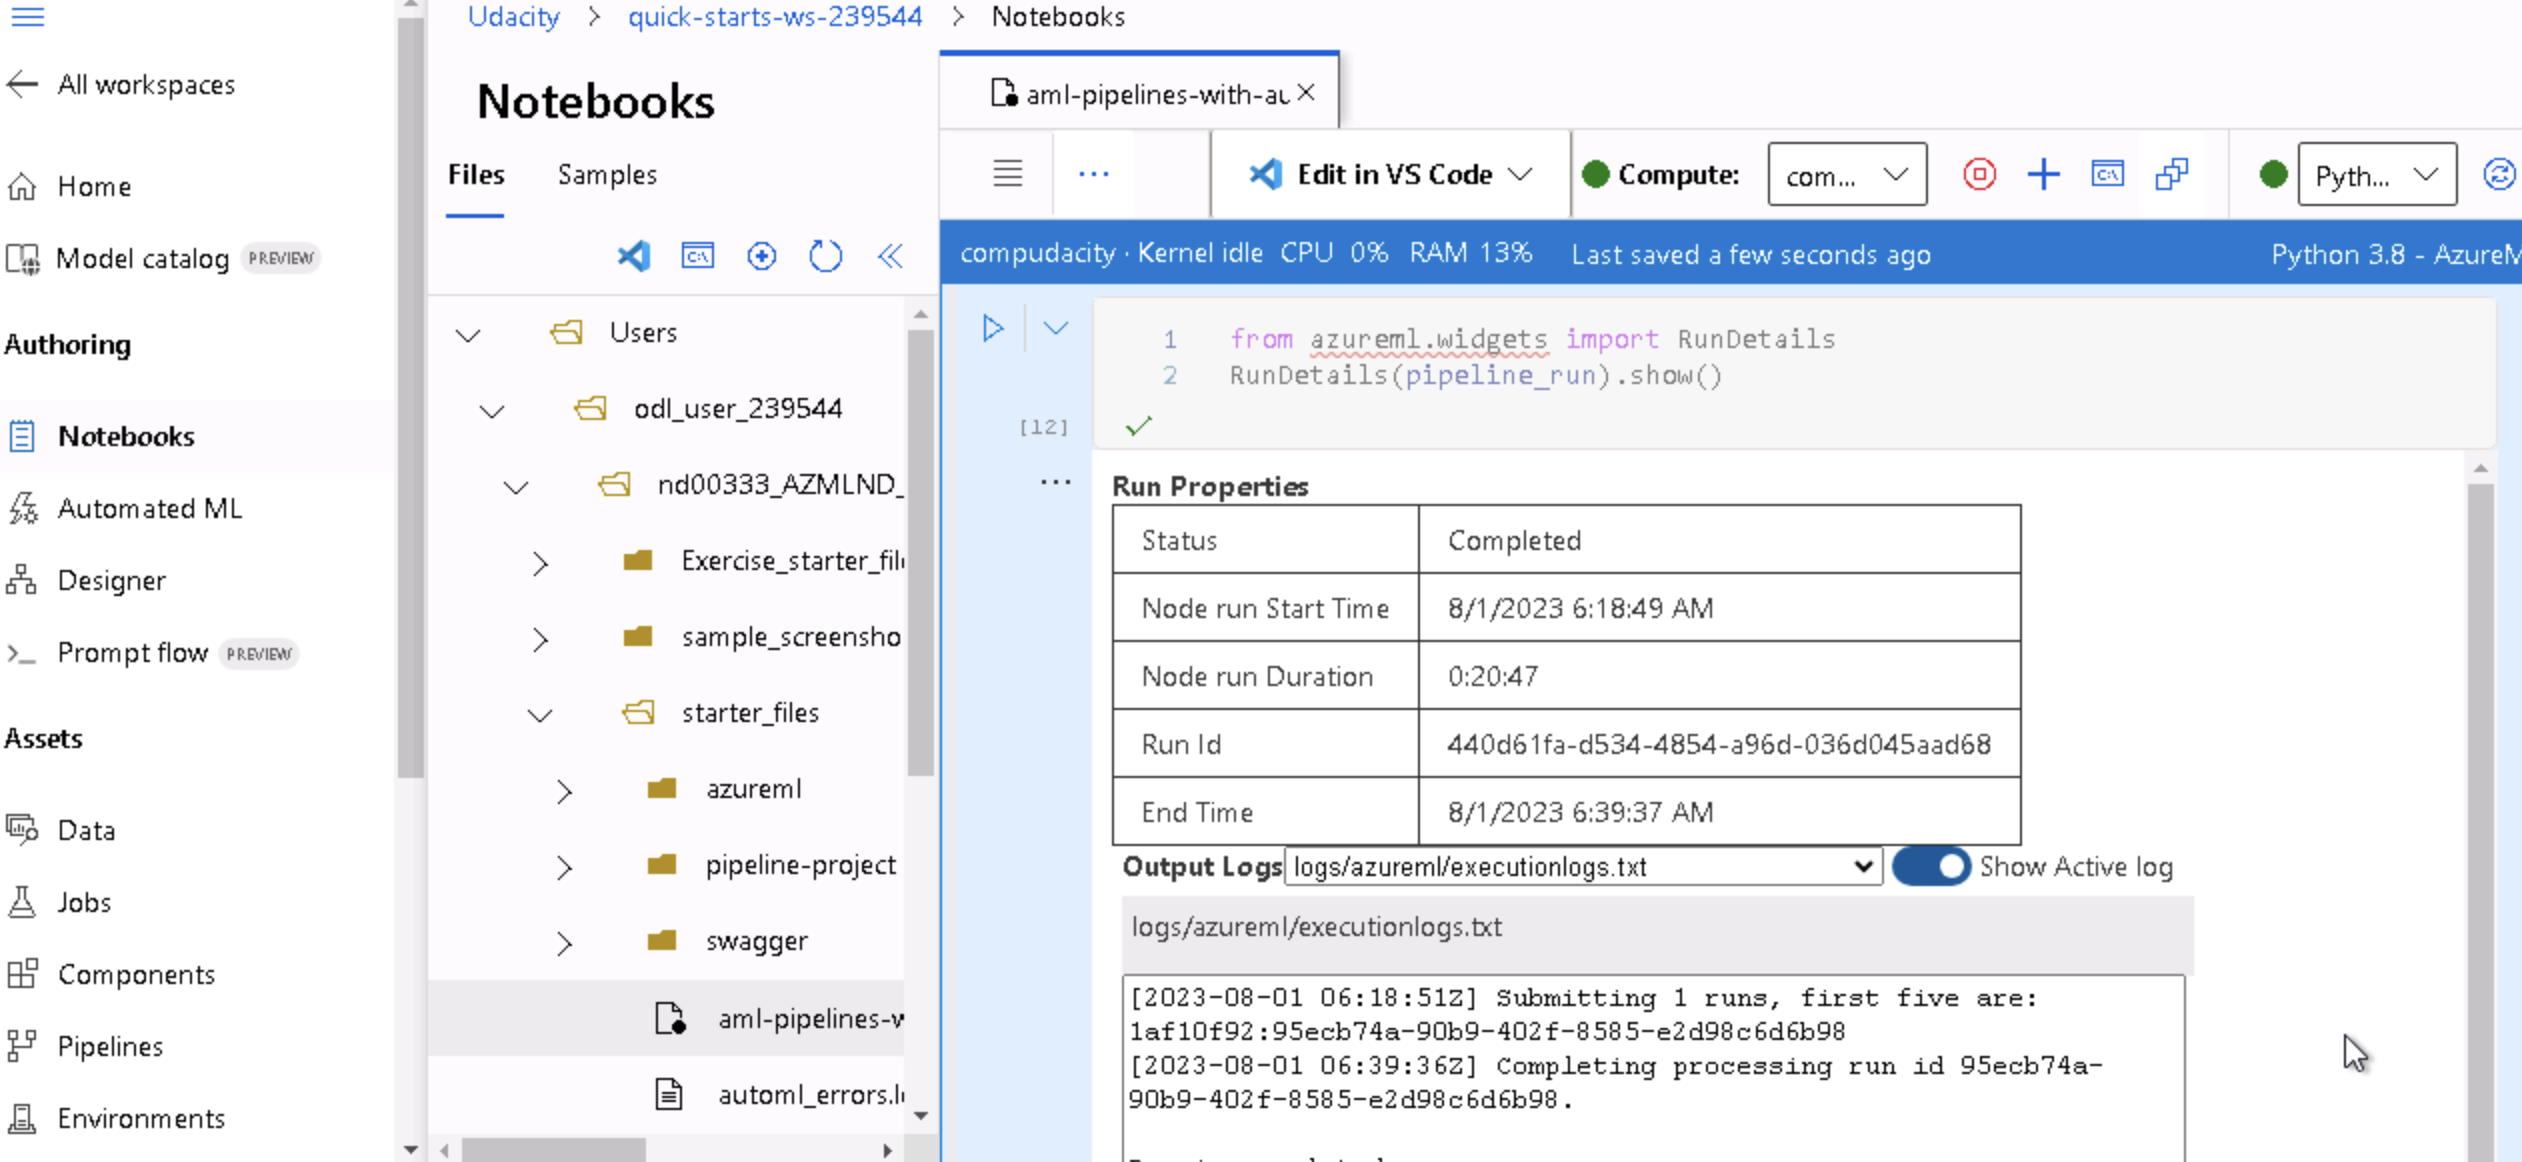 Udacity > quick-starts-ws-239544 > Notebooks
All workspaces
Home
Model catalog PREVIEW
Authoring
Notebooks
Automated ML
Designer
Prompt flow PREVIEW
Assets
Data
Jobs
Components
Pipelines
Environments
Notebooks
Files Samples
Users
odl_user_239544
nd00333_AZMLND_
Exercise_starter_fil
sample_screensho
starter_files
azureml
pipeline-project
swagger
aml-pipelines-w
automl_errors.l
aml-pipelines-with-au
Edit in VS Code
Compute: com...
Pyth...
compudacity · Kernel idle CPU 0% RAM 13% Last saved a few seconds ago Python 3.8 - AzureM
1 from azureml.widgets import RunDetails
2 RunDetails(pipeline_run).show()
[12]
Run Properties
Status Completed
Node run Start Time 8/1/2023 6:18:49 AM
Node run Duration 0:20:47
Run Id 440d61fa-d534-4854-a96d-036d045aad68
End Time 8/1/2023 6:39:37 AM
Output Logs logs/azureml/executionlogs.txt Show Active log
logs/azureml/executionlogs.txt
[2023-08-01 06:18:51Z] Submitting 1 runs, first five are:
1af10f92:95ecb74a-90b9-402f-8585-e2d98c6d6b98
[2023-08-01 06:39:36Z] Completing processing run id 95ecb74a-
90b9-402f-8585-e2d98c6d6b98.